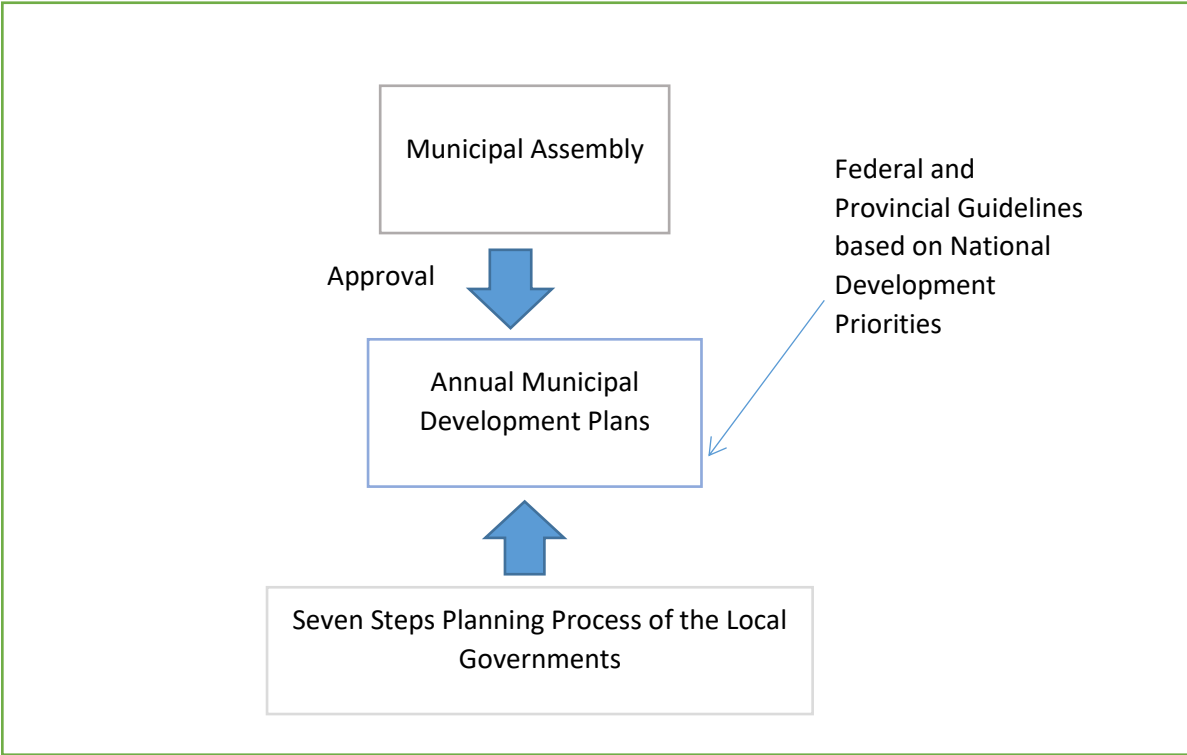 Municipal Assembly
Federal and
Provincial Guidelines
based on National
Development
Priorities
Approval
Annual Municipal
Development Plans
Seven Steps Planning Process of the Local
Governments